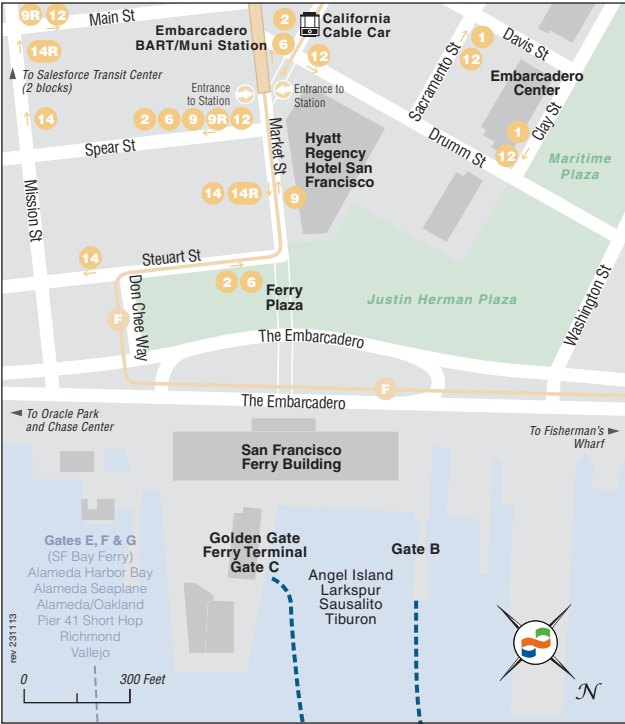 9R 12
Main St
14R
To Salesforce Transit Center
(2 blocks)
Embarcadero
BART/Muni Station
2
6
California
Cable Car
12
Entrance
to Station
Entrance to
Station
Sacramento St
1
12
Davis St
Embarcadero
Center
1
12
Clay St
Drumm St
Maritime
Plaza
14
2 6 9 9R 12
Spear St
Market St
Hyatt
Regency
Hotel San
Francisco
Mission St
14 14R
9
14
Steuart St
2 6
Ferry
Plaza
Justin Herman Plaza
Washington St
F
Don Chee Way
The Embarcadero
F
The Embarcadero
To Oracle Park
and Chase Center
To Fisherman's
Wharf
San Francisco
Ferry Building
Gates E, F & G
(SF Bay Ferry)
Alameda Harbor Bay
Alameda Seaplane
Alameda/Oakland
Pier 41 Short Hop
Richmond
Vallejo
Golden Gate
Ferry Terminal
Gate C
Gate B
Angel Island
Larkspur
Sausalito
Tiburon
rev 231113
0 300 Feet
N